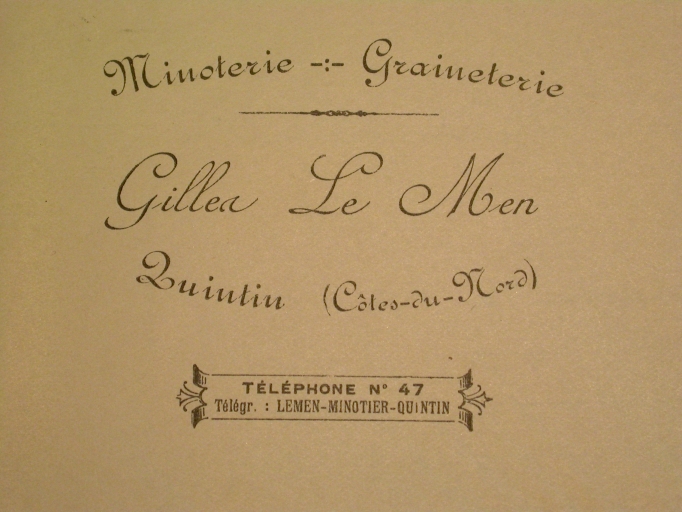 Minoterie -:- Graineterie
Gilles Le Men
Quintin (Côtes-du-Nord)
TÉLÉPHONE N° 47
Télégr. : LEMEN-MINOTIER-QUINTIN